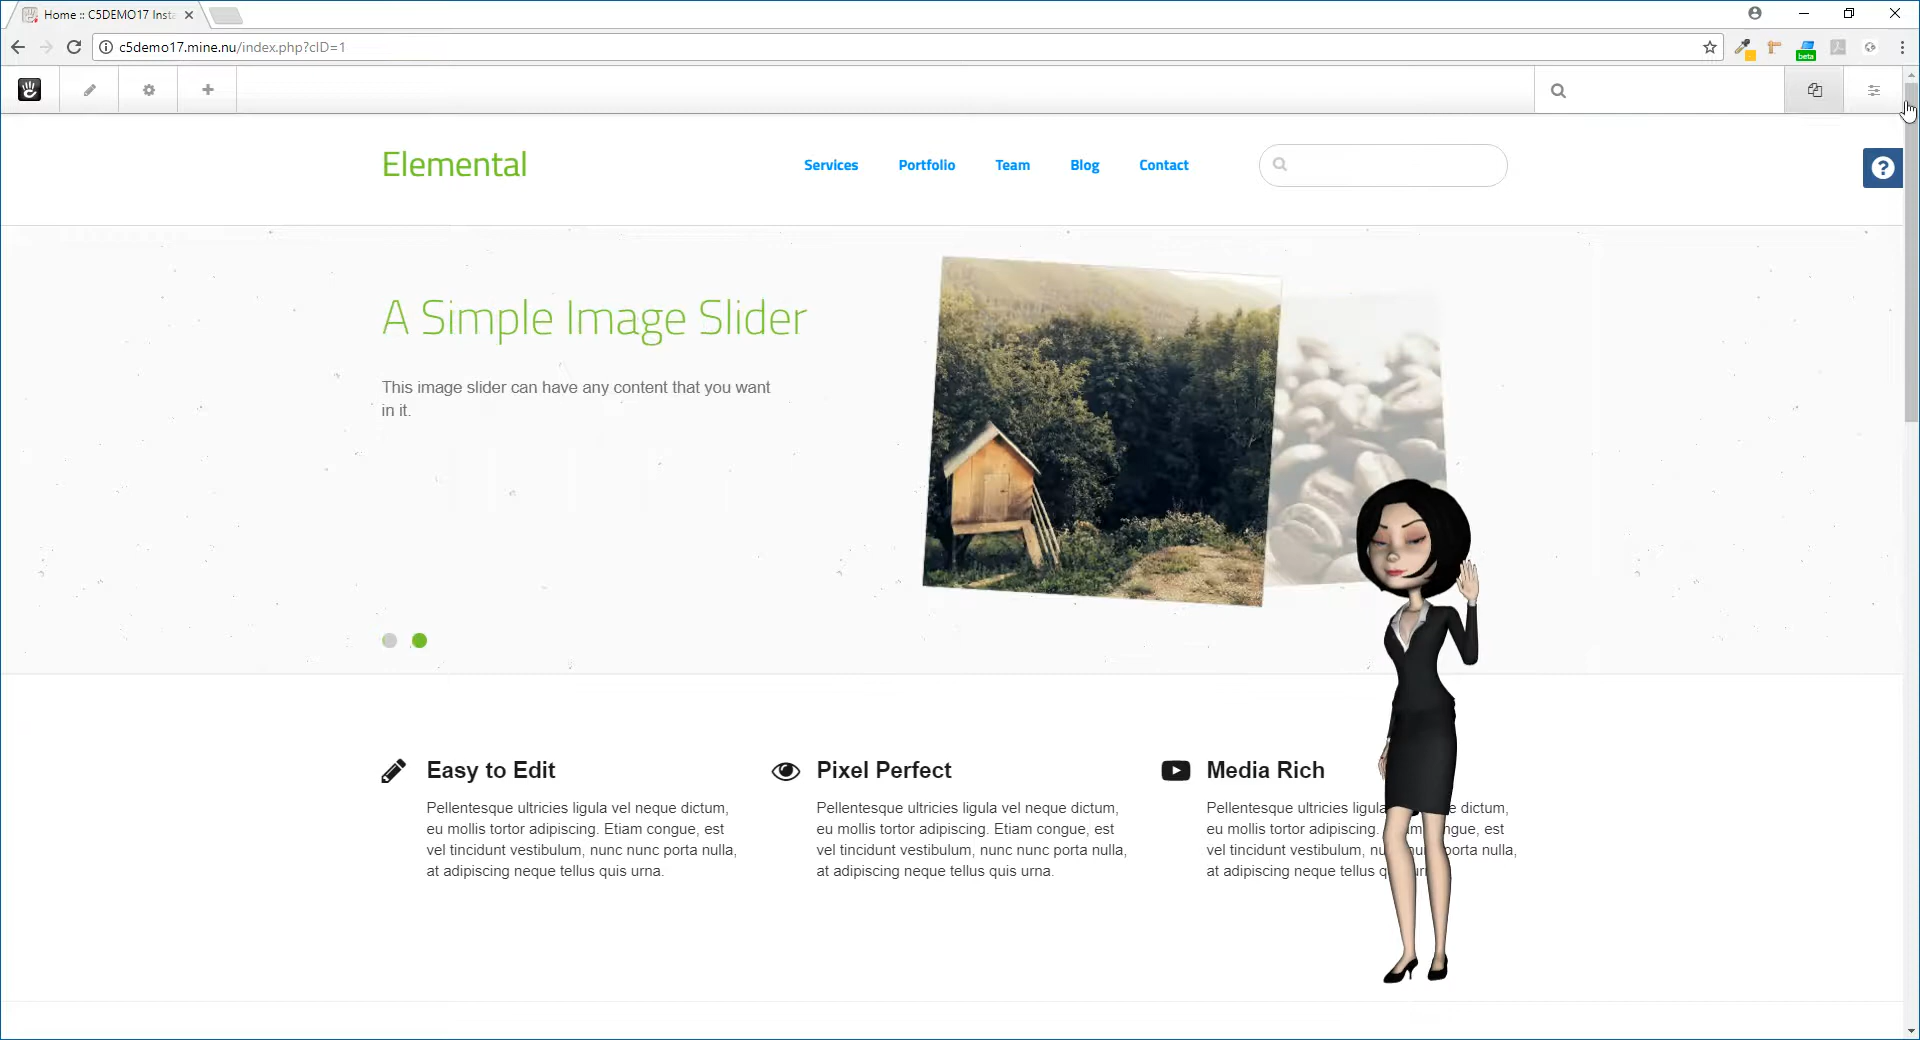 Home :: C5DEMO17 Insta
c5demo17.mine.nu/index.php?cID=1
beta
Elemental
Services Portfolio Team Blog Contact
A Simple Image Slider
This image slider can have any content that you want
in it.
Easy to Edit
Pellentesque ultricies ligula vel neque dictum,
eu mollis tortor adipiscing. Etiam congue, est
vel tincidunt vestibulum, nunc nunc porta nulla,
at adipiscing neque tellus quis urna.
Pixel Perfect
Pellentesque ultricies ligula vel neque dictum,
eu mollis tortor adipiscing. Etiam congue, est
vel tincidunt vestibulum, nunc nunc porta nulla,
at adipiscing neque tellus quis urna.
Media Rich
Pellentesque ultricies ligula dictum,
eu mollis tortor adipiscing. est
vel tincidunt vestibulum, porta nulla,
at adipiscing neque tellus